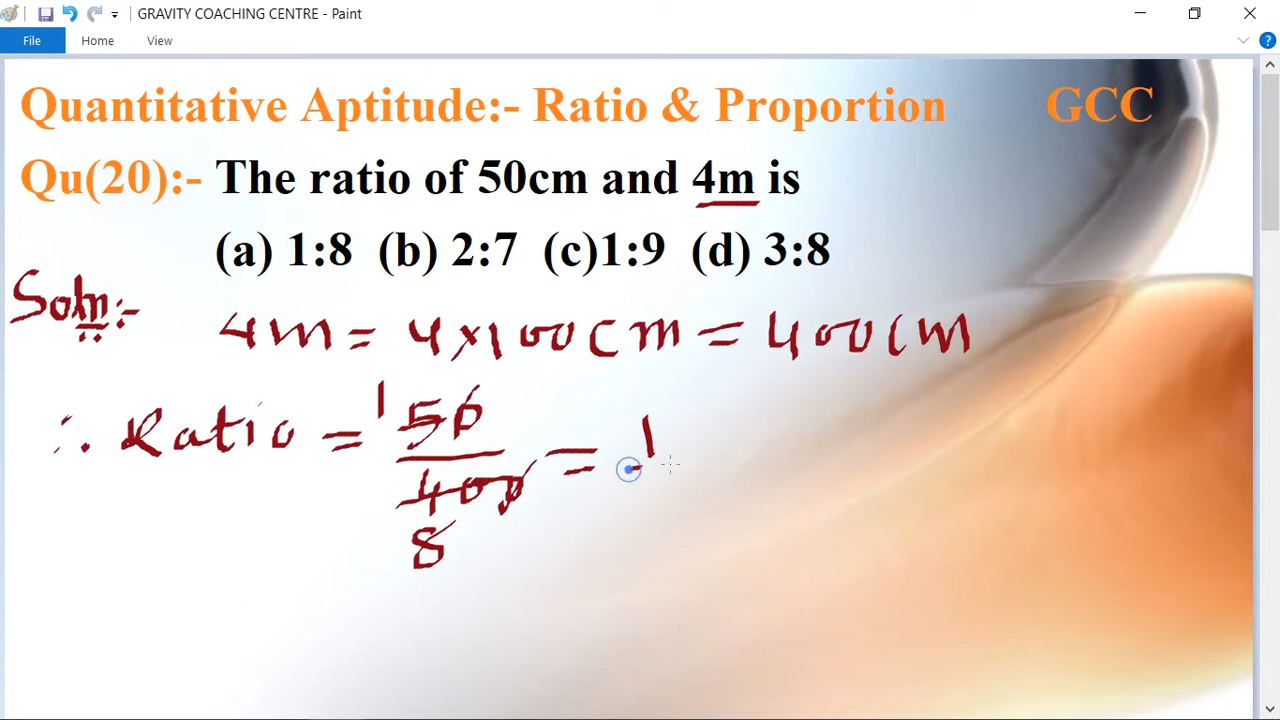 GRAVITY COACHING CENTRE - Paint
File Home View
Quantitative Aptitude:- Ratio & Proportion GCC
Qu(20):- The ratio of 50cm and 4m is
(a) 1:8 (b) 2:7 (c)1:9 (d) 3:8
Soln:-
4m = 4×100cm = 400cm
∴ Ratio = 1 50
400 = 1
8